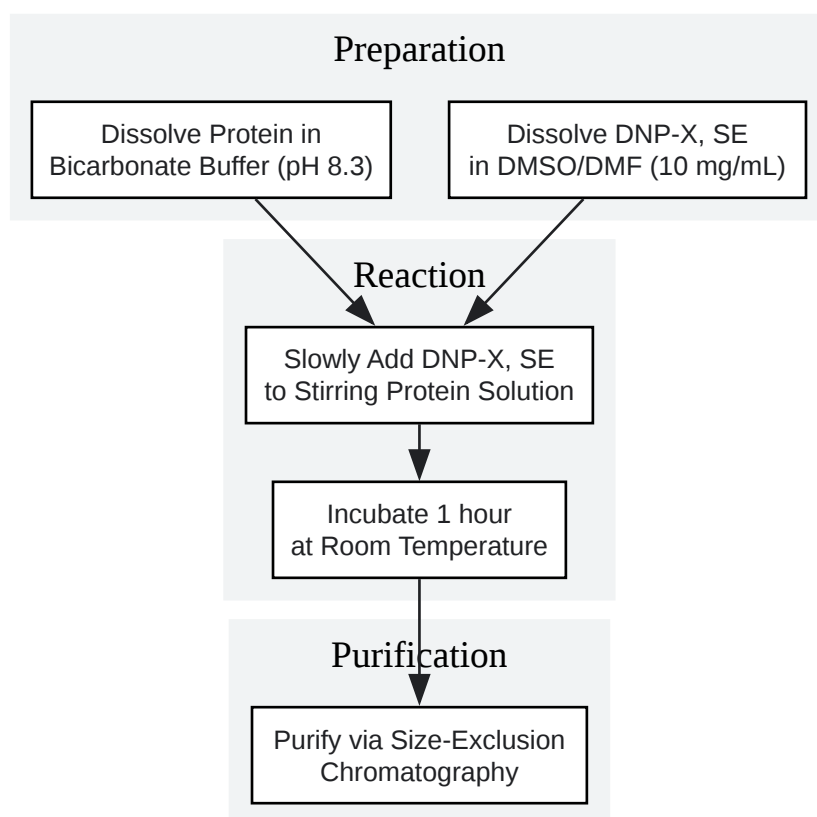 Preparation
Dissolve Protein in
Bicarbonate Buffer (pH 8.3)
Dissolve DNP-X, SE
in DMSO/DMF (10 mg/mL)
Reaction
Slowly Add DNP-X, SE
to Stirring Protein Solution
Incubate 1 hour
at Room Temperature
Purification
Purify via Size-Exclusion
Chromatography